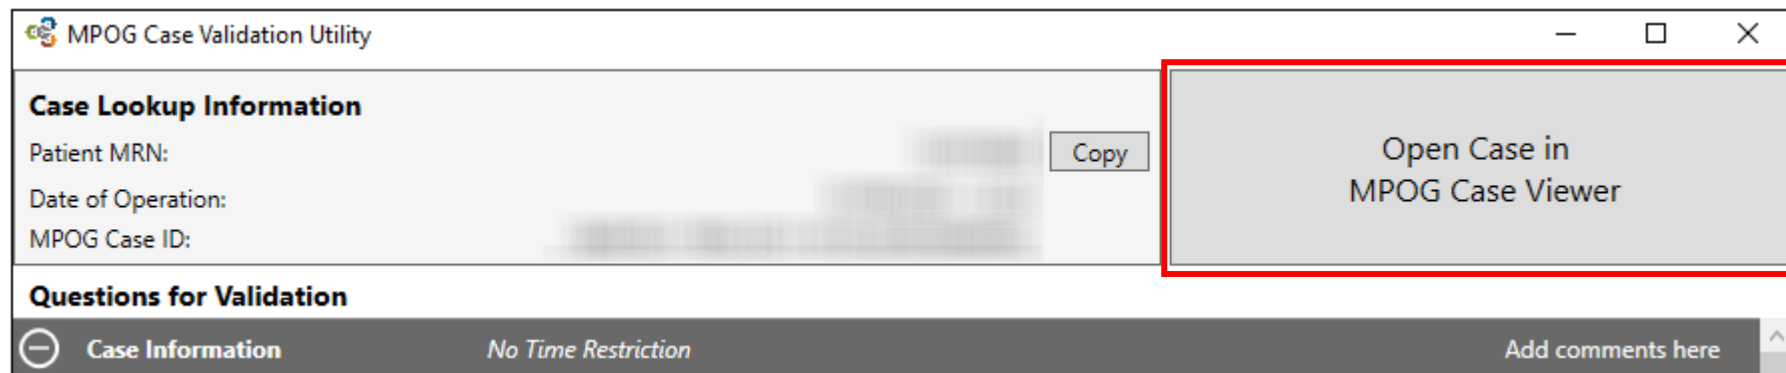 MPOG Case Validation Utility
Case Lookup Information
Patient MRN:
Copy
Date of Operation:
MPOG Case ID:
Open Case in
MPOG Case Viewer
Questions for Validation
Case Information No Time Restriction Add comments here